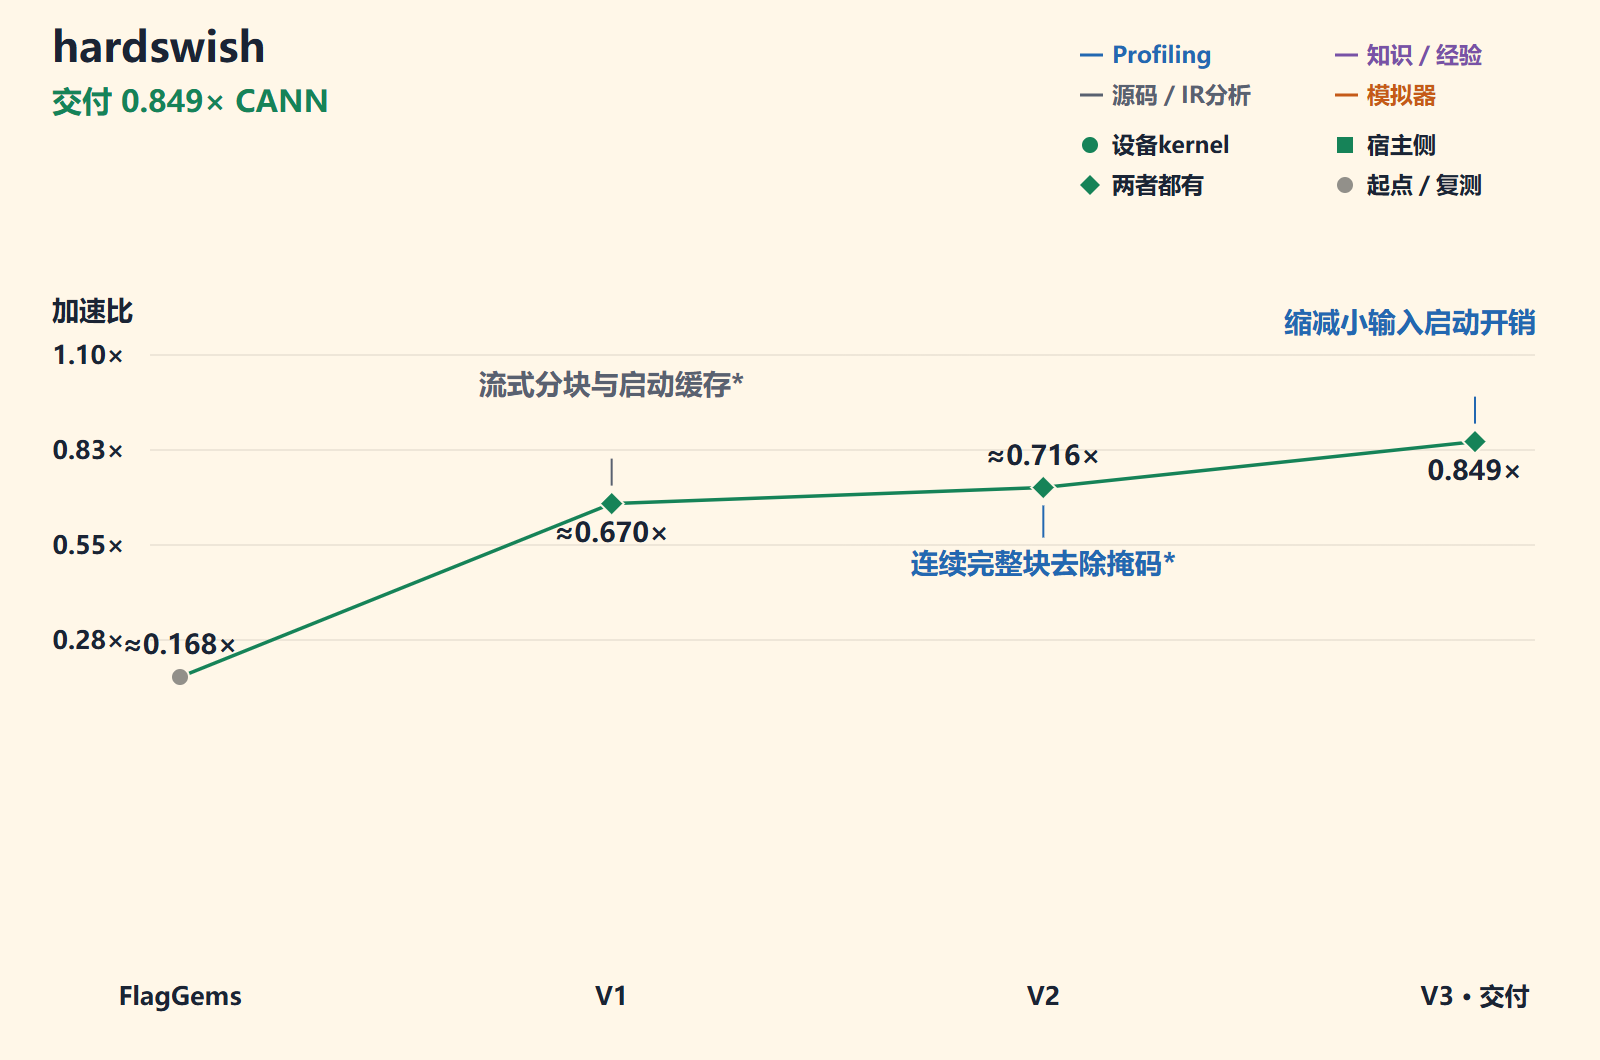 hardswish
交付 0.849× CANN
Profiling
知识 / 经验
源码 / IR分析
模拟器
设备kernel
宿主侧
两者都有
起点 / 复测
加速比
缩减小输入启动开销
1.10×
流式分块与启动缓存*
0.83×
≈0.716×
0.849×
≈0.670×
0.55×
连续完整块去除掩码*
0.28×
≈0.168×
FlagGems
V1
V2
V3 · 交付